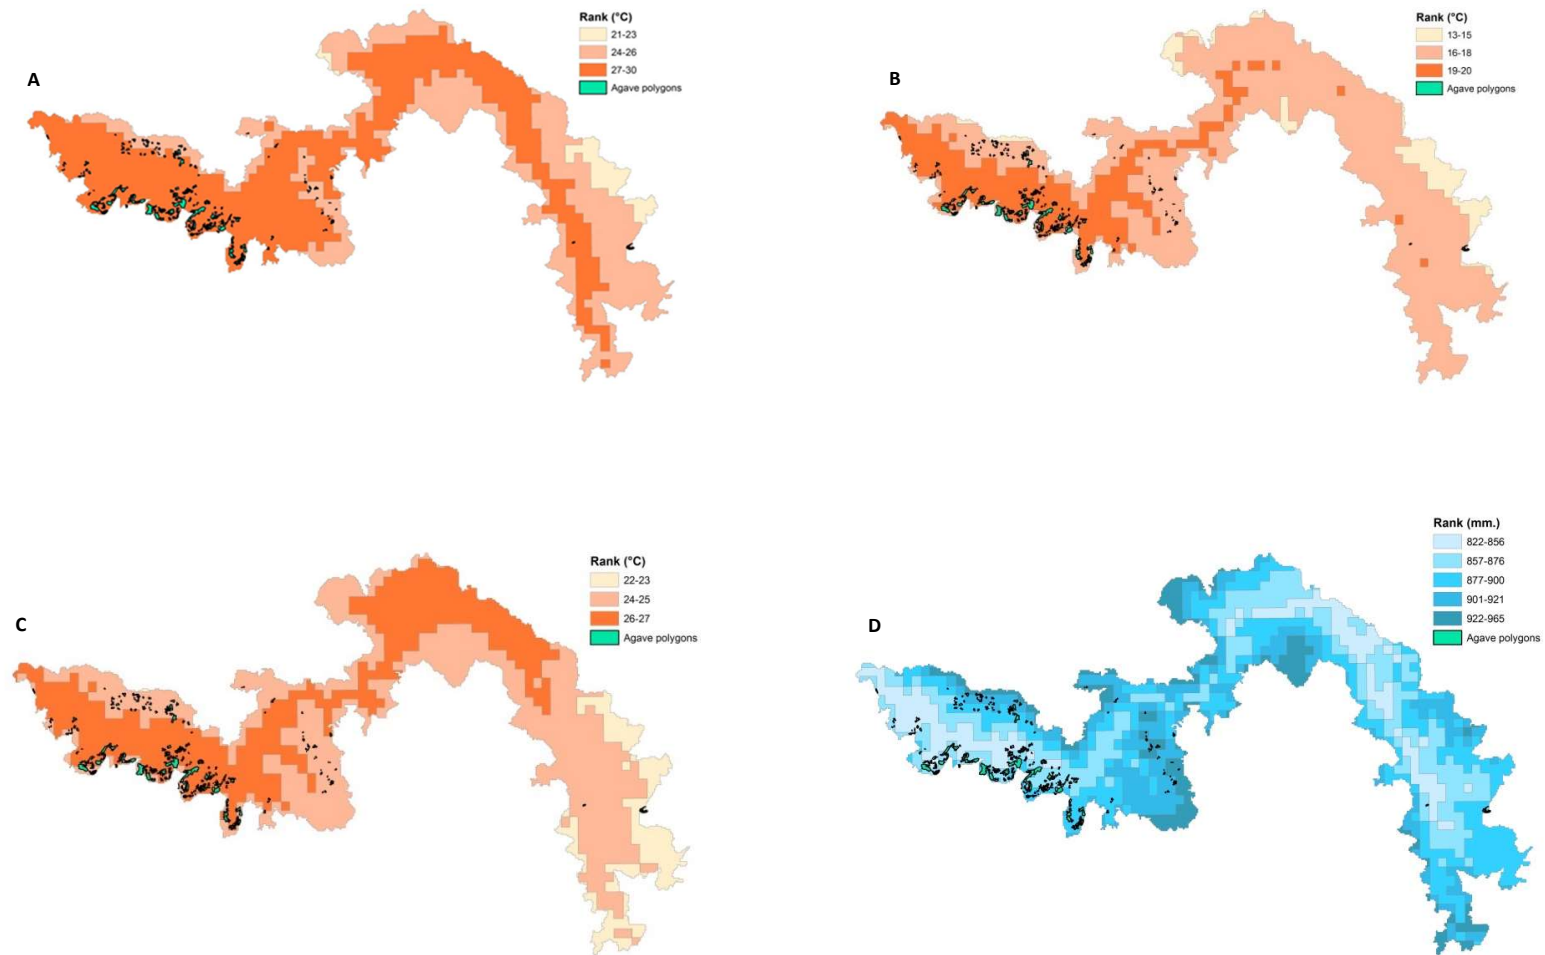 A
Rank (°C)
21-23
24-26
27-30
Agave polygons
B
Rank (°C)
13-15
16-18
19-20
Agave polygons
C
Rank (°C)
22-23
24-25
26-27
Agave polygons
D
Rank (mm.)
822-856
857-876
877-900
901-921
922-965
Agave polygons